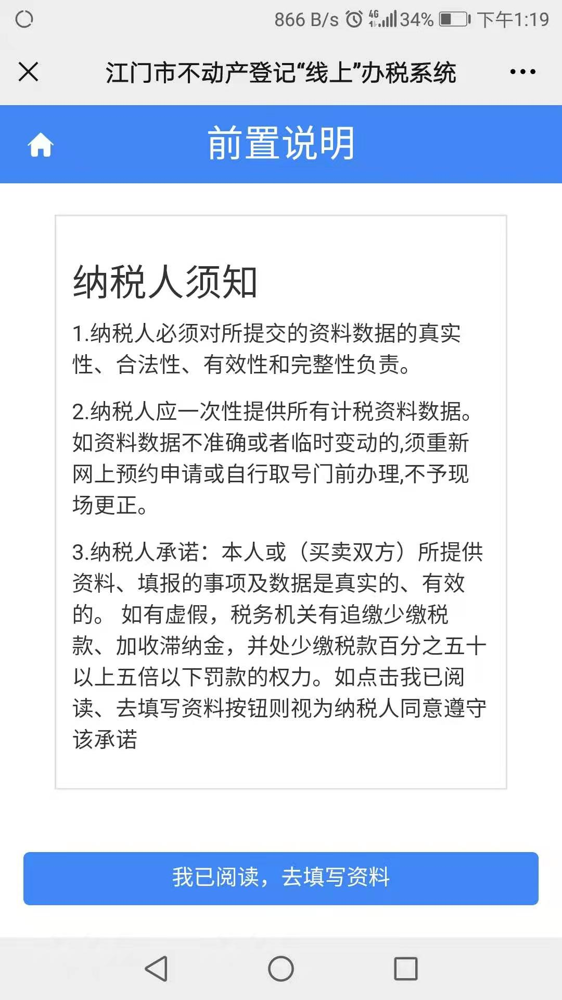 866 B/s 4G 34% 下午1:19
江门市不动产登记“线上”办税系统
前置说明
纳税人须知
1.纳税人必须对所提交的资料数据的真实
性、合法性、有效性和完整性负责。
2.纳税人应一次性提供所有计税资料数据。
如资料数据不准确或者临时变动的,须重新
网上预约申请或自行取号门前办理,不予现
场更正。
3.纳税人承诺：本人或（买卖双方）所提供
资料、填报的事项及数据是真实的、有效
的。 如有虚假，税务机关有追缴少缴税
款、加收滞纳金，并处少缴税款百分之五十
以上五倍以下罚款的权力。如点击我已阅
读、去填写资料按钮则视为纳税人同意遵守
该承诺
我已阅读，去填写资料